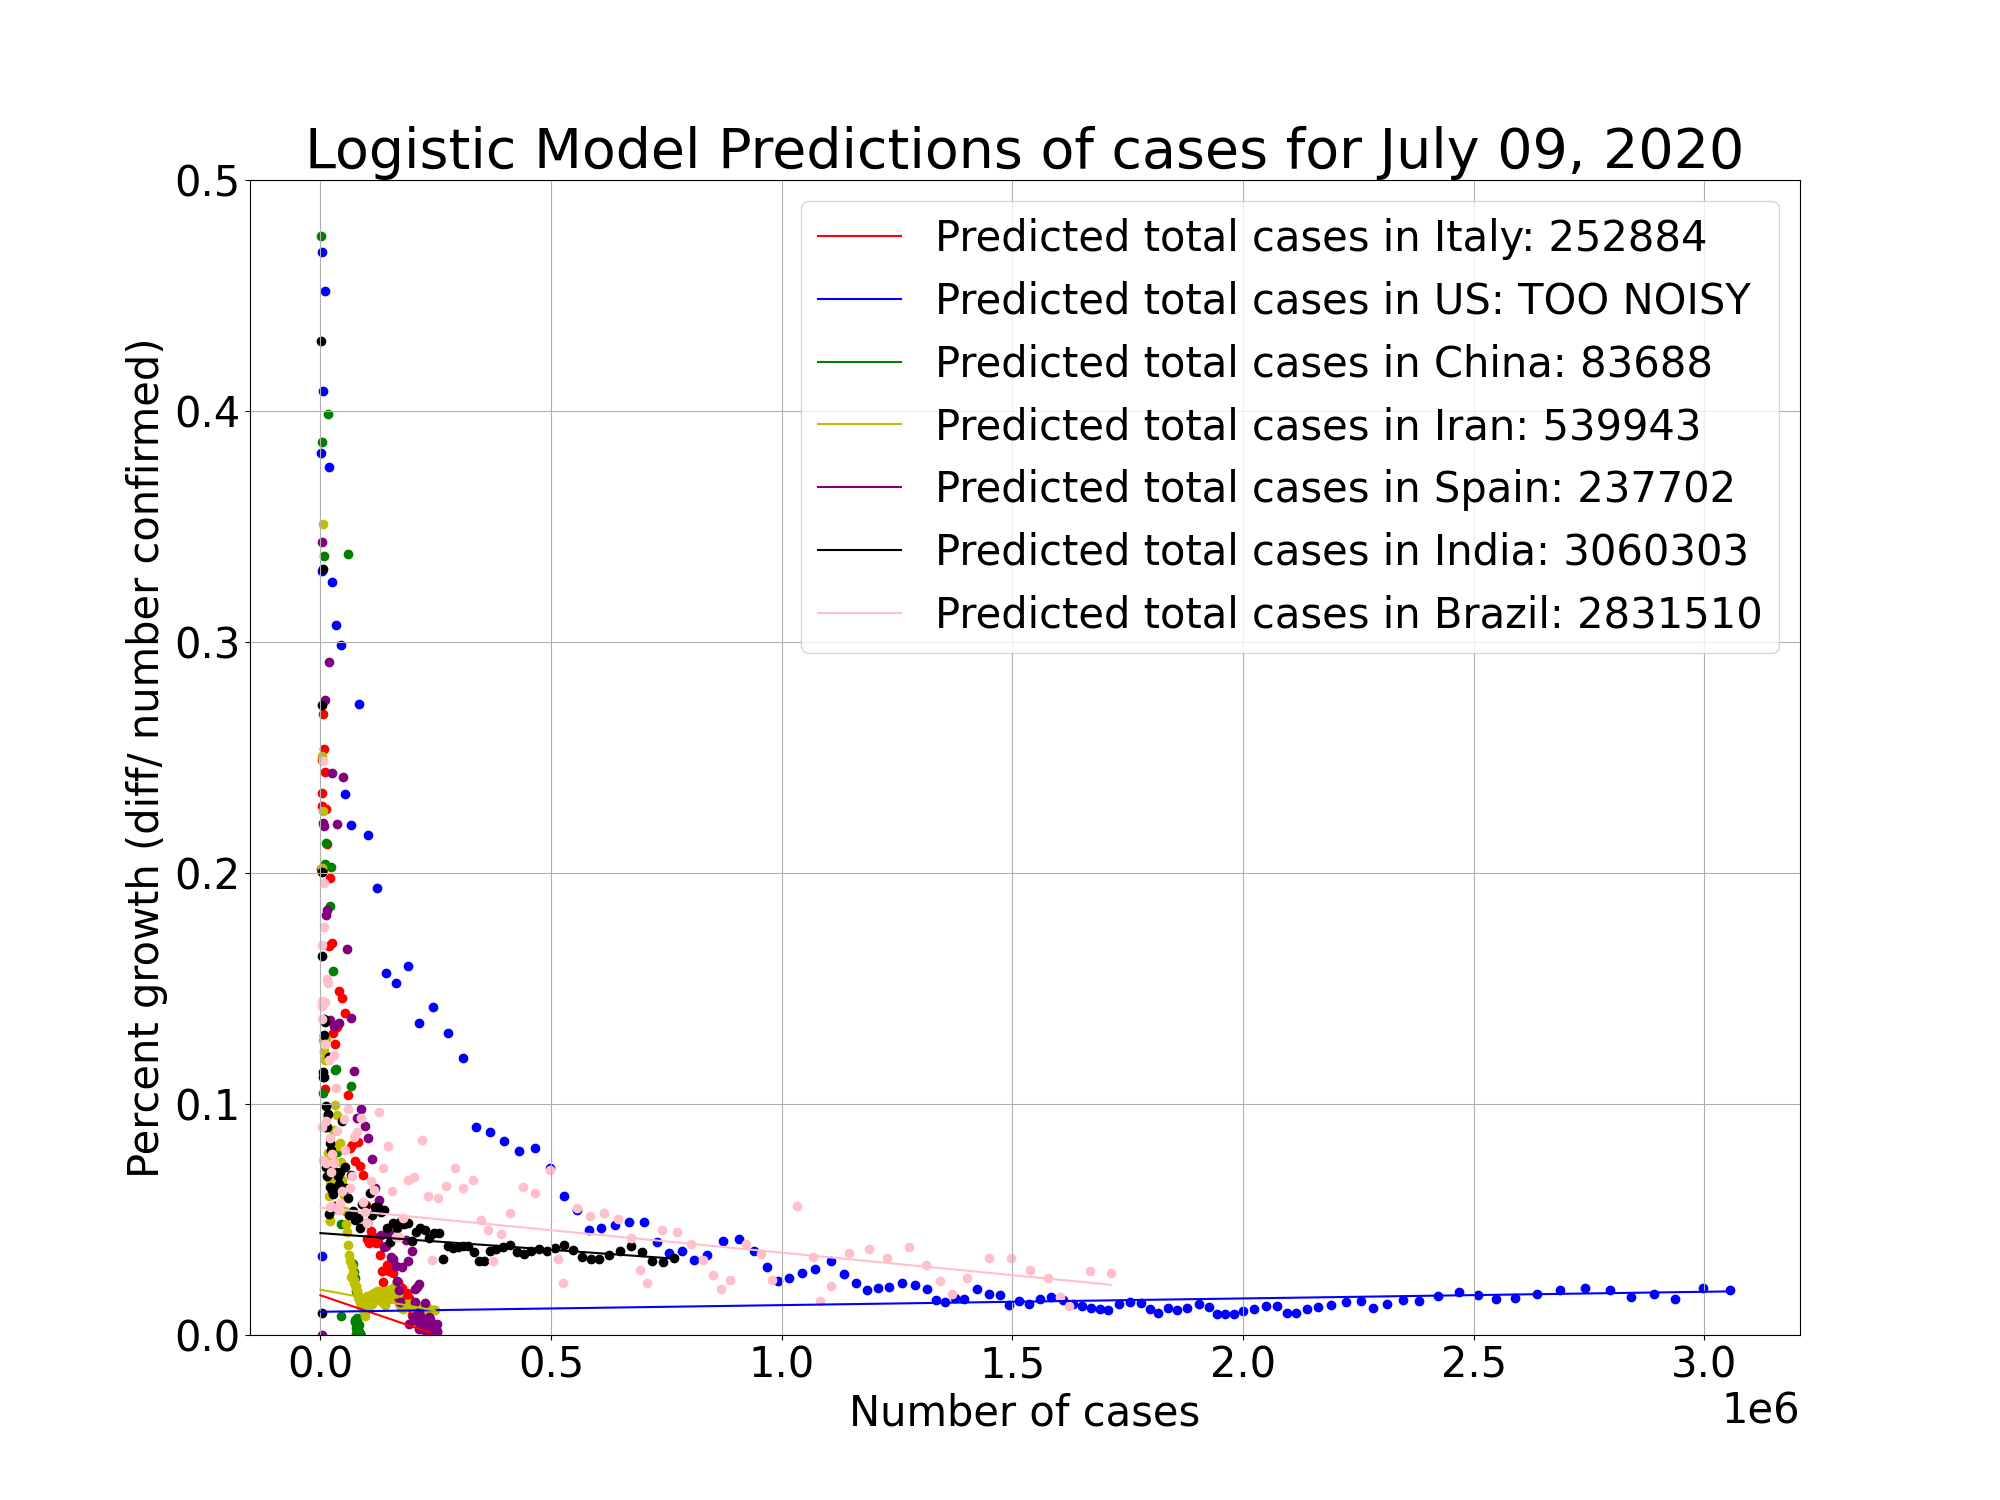 Logistic Model Predictions of cases for July 09, 2020
Percent growth (diff/ number confirmed)
0.5
0.4
0.3
0.2
0.1
0.0
Predicted total cases in Italy: 252884
Predicted total cases in US: TOO NOISY
Predicted total cases in China: 83688
Predicted total cases in Iran: 539943
Predicted total cases in Spain: 237702
Predicted total cases in India: 3060303
Predicted total cases in Brazil: 2831510
0.0 0.5 1.0 1.5 2.0 2.5 3.0
1e6
Number of cases